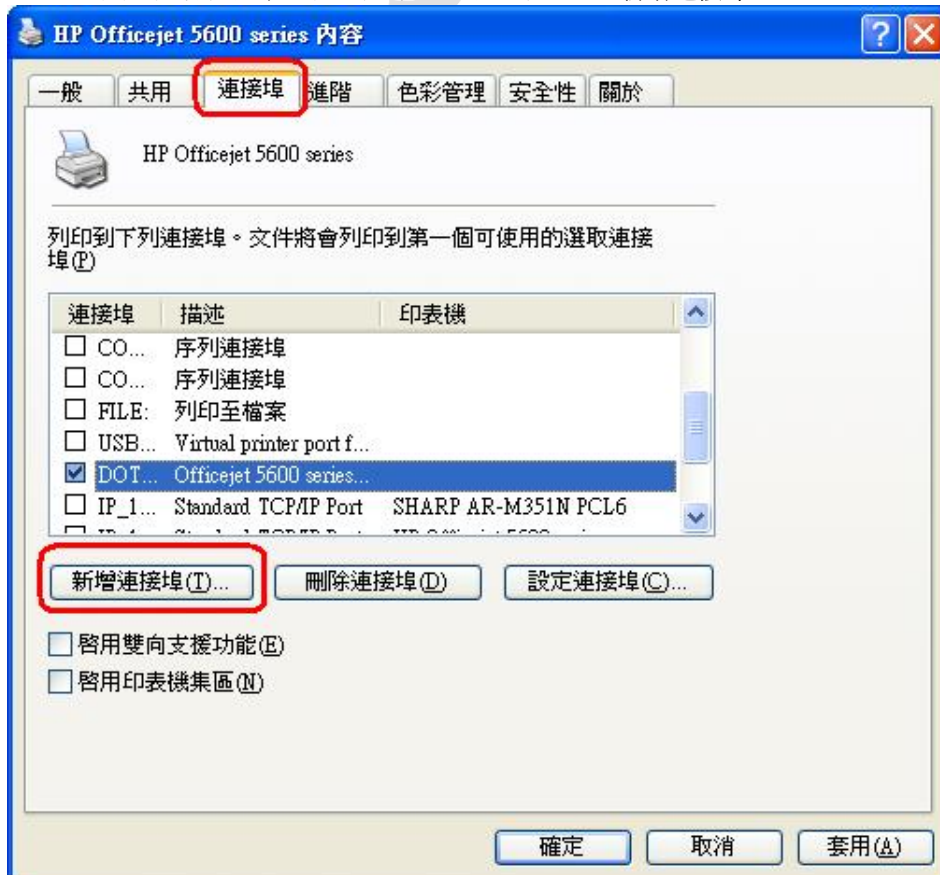 HP Officejet 5600 series 內容
一般 共用 連接埠 進階 色彩管理 安全性 關於
HP Officejet 5600 series
列印到下列連接埠。文件將會列印到第一個可使用的選取連接
埠(P)
連接埠 描述 印表機
CO... 序列連接埠
CO... 序列連接埠
FILE: 列印至檔案
USB... Virtual printer port f...
DOT... Officejet 5600 series...
IP_1... Standard TCP/IP Port SHARP AR-M351N PCL6
新增連接埠(T)... 刪除連接埠(D) 設定連接埠(C)...
啓用雙向支援功能(E)
啓用印表機集區(N)
確定 取消 套用(A)